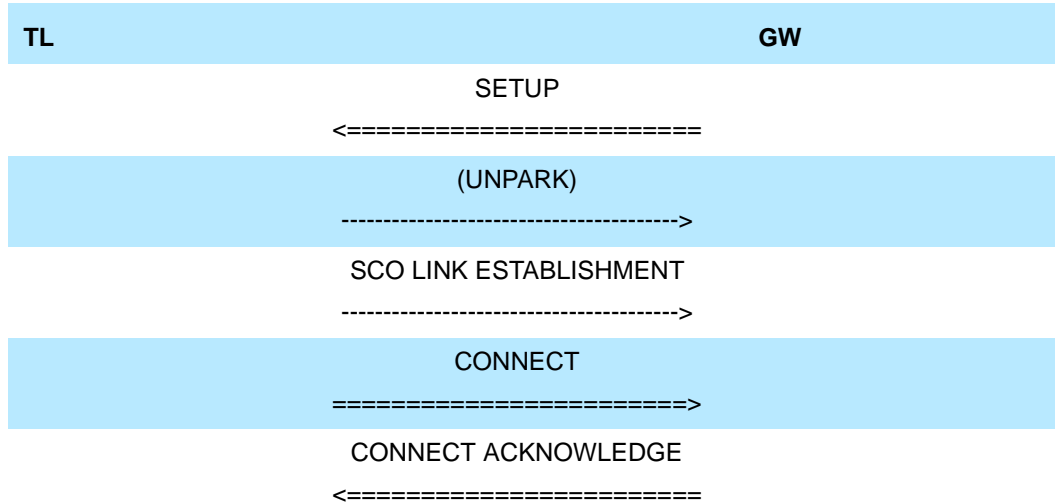 TL GW
SETUP
<========================
(UNPARK)
---------------------------------------->
SCO LINK ESTABLISHMENT
---------------------------------------->
CONNECT
========================>
CONNECT ACKNOWLEDGE
<========================